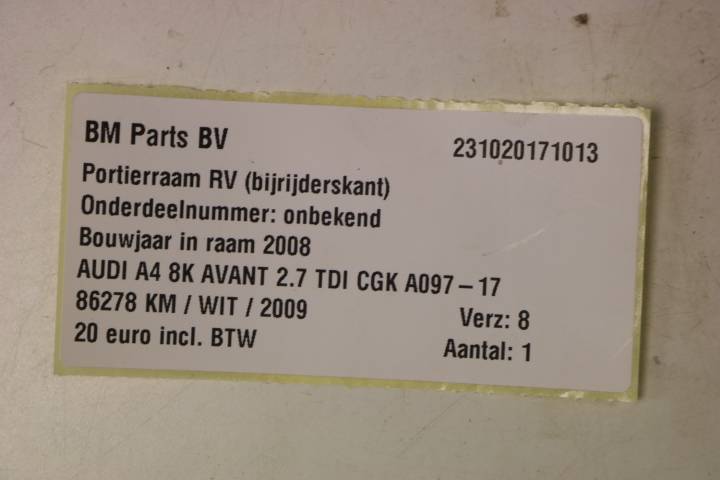 BM Parts BV 231020171013
Portierraam RV (bijrijderskant)
Onderdeelnummer: onbekend
Bouwjaar in raam 2008
AUDI A4 8K AVANT 2.7 TDI CGK A097 – 17
86278 KM / WIT / 2009 Verz: 8
20 euro incl. BTW Aantal: 1